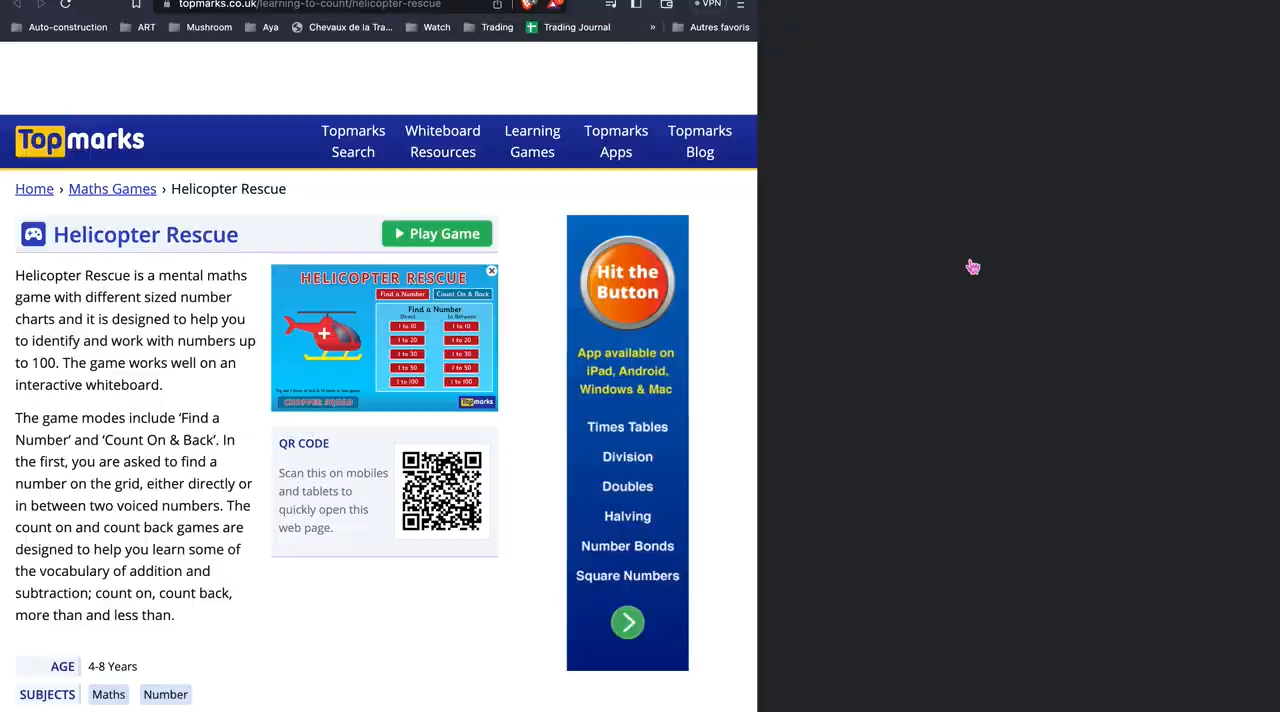 topmarks.co.uk/learning-to-count/helicopter-rescue
VPN
Auto-construction
ART
Mushroom
Aya
Chevaux de la Tra...
Watch
Trading
Trading Journal
»
Autres favoris
Topmarks
Topmarks Search
Whiteboard Resources
Learning Games
Topmarks Apps
Topmarks Blog
Home › Maths Games › Helicopter Rescue
Helicopter Rescue
Play Game
Helicopter Rescue is a mental maths
game with different sized number
charts and it is designed to help you
to identify and work with numbers up
to 100. The game works well on an
interactive whiteboard.
The game modes include ‘Find a
Number’ and ‘Count On & Back’. In
the first, you are asked to find a
number on the grid, either directly or
in between two voiced numbers. The
count on and count back games are
designed to help you learn some of
the vocabulary of addition and
subtraction; count on, count back,
more than and less than.
HELICOPTER RESCUE
Find a Number
Count On & Back
Find a Number
Direct
In Between
1 to 10
1 to 10
1 to 20
1 to 20
1 to 30
1 to 30
1 to 50
1 to 50
1 to 100
1 to 100
CHOPPER SQUAD
Topmarks
QR CODE
Scan this on mobiles
and tablets to
quickly open this
web page.
Hit the
Button
App available on
iPad, Android,
Windows & Mac
Times Tables
Division
Doubles
Halving
Number Bonds
Square Numbers
AGE
4-8 Years
SUBJECTS
Maths
Number